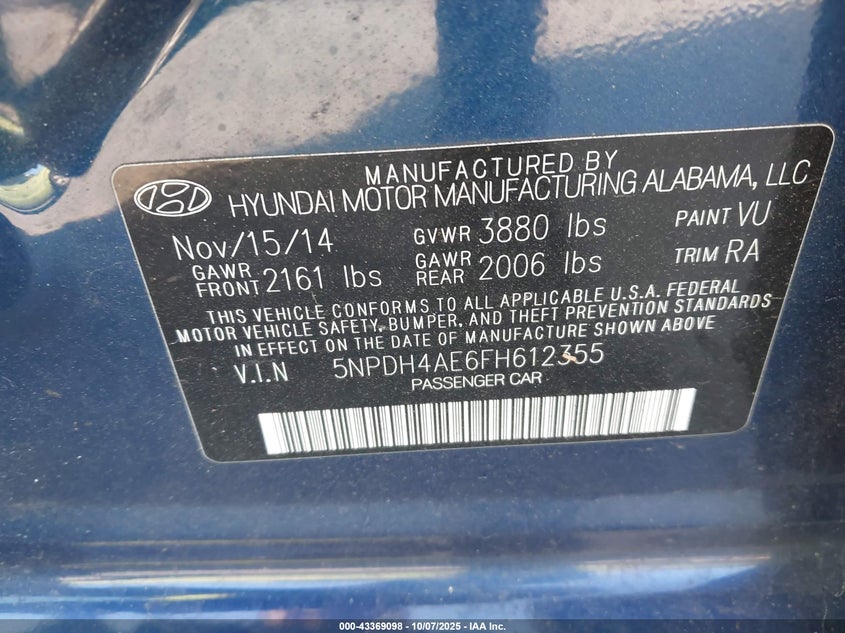 MANUFACTURED BY
HYUNDAI MOTOR MANUFACTURING ALABAMA, LLC
Nov/15/14 GVWR 3880 lbs PAINT VU
GAWR FRONT 2161 lbs GAWR REAR 2006 lbs TRIM RA
THIS VEHICLE CONFORMS TO ALL APPLICABLE U.S.A. FEDERAL
MOTOR VEHICLE SAFETY, BUMPER, AND THEFT PREVENTION STANDARDS
IN EFFECT ON THE DATE OF MANUFACTURE SHOWN ABOVE
V.I.N 5NPDH4AE6FH612355
PASSENGER CAR
000-43369098 - 10/07/2025 - IAA Inc.